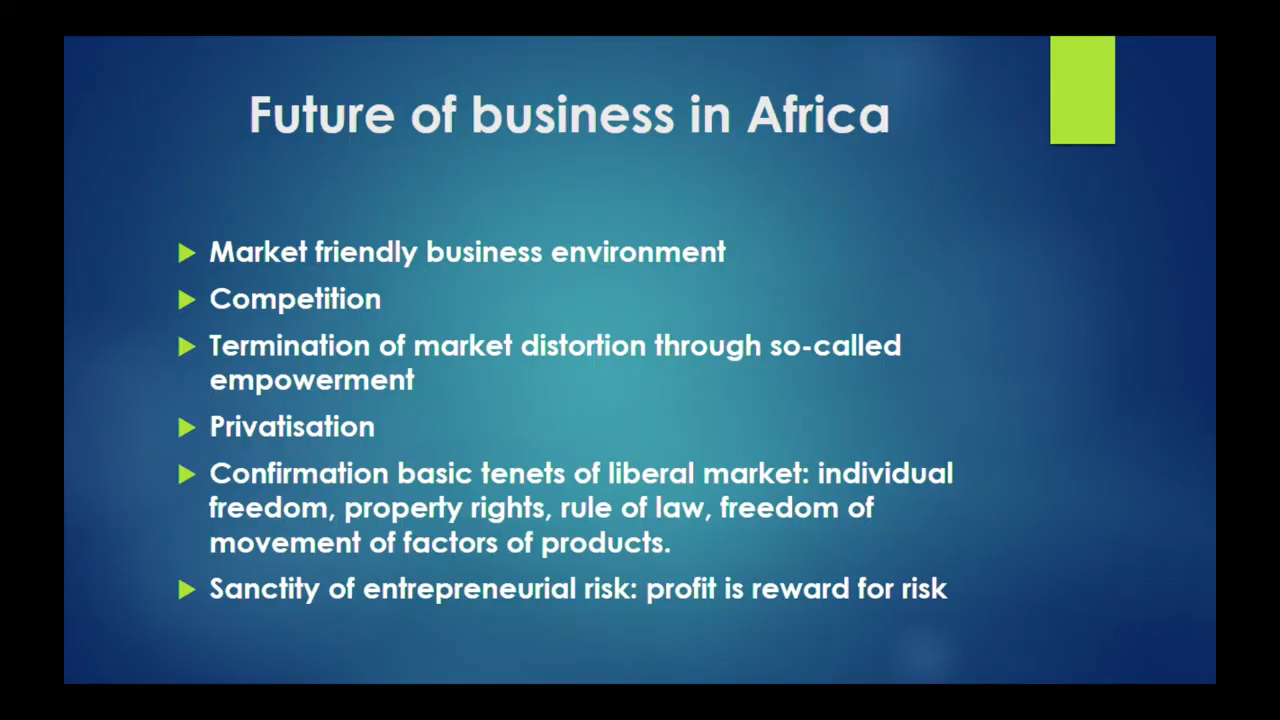 Future of business in Africa
Market friendly business environment
Competition
Termination of market distortion through so-called
empowerment
Privatisation
Confirmation basic tenets of liberal market: individual
freedom, property rights, rule of law, freedom of
movement of factors of products.
Sanctity of entrepreneurial risk: profit is reward for risk